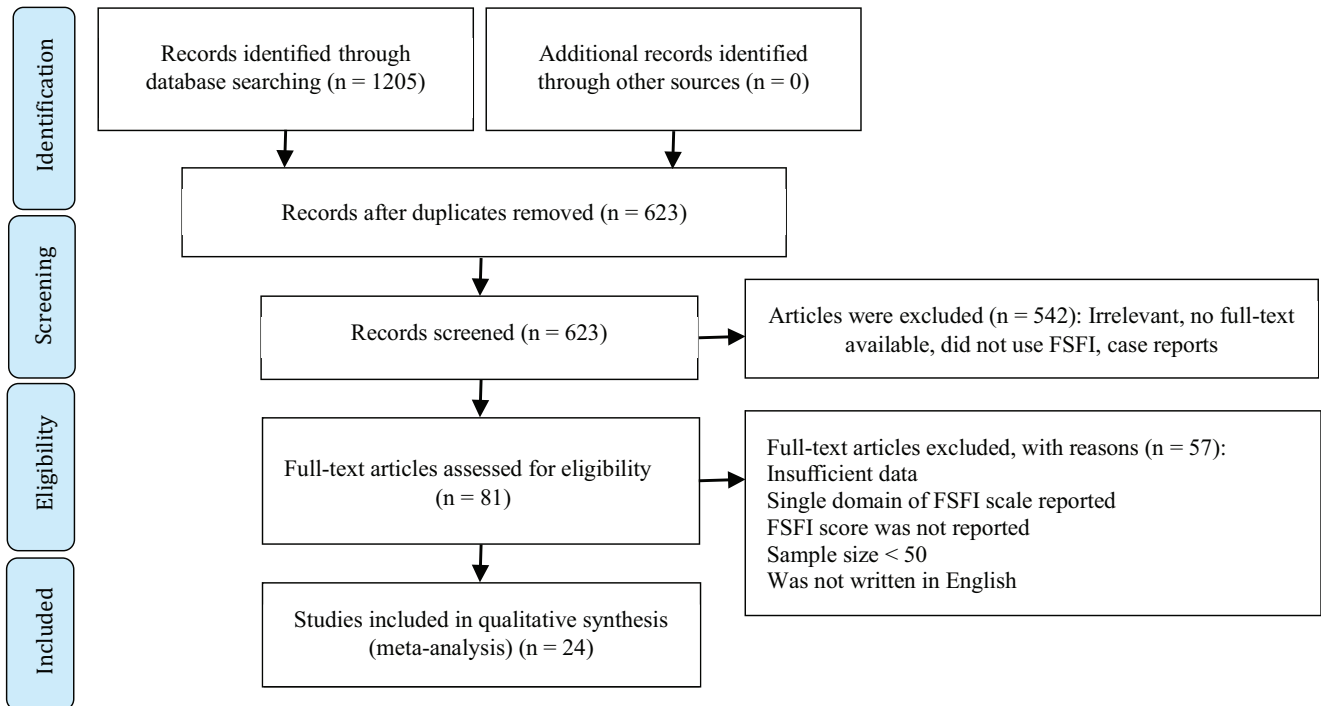 Identification
Records identified through
database searching (n = 1205)
Additional records identified
through other sources (n = 0)
Records after duplicates removed (n = 623)
Screening
Records screened (n = 623)
Articles were excluded (n = 542): Irrelevant, no full-text
available, did not use FSFI, case reports
Eligibility
Full-text articles assessed for eligibility
(n = 81)
Full-text articles excluded, with reasons (n = 57):
Insufficient data
Single domain of FSFI scale reported
FSFI score was not reported
Sample size < 50
Was not written in English
Included
Studies included in qualitative synthesis
(meta-analysis) (n = 24)